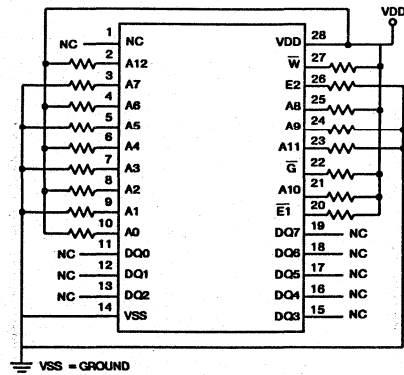 VDD
1 NC NC VDD 28
2 A12 W 27
3 A7 E2 26
4 A6 A8 25
5 A5 A9 24
6 A4 A11 23
7 A3 G 22
8 A2 A10 21
9 A1 E1 20
10 A0 DQ7 19 NC
NC 11 DQ0 DQ6 18 NC
NC 12 DQ1 DQ5 17 NC
NC 13 DQ2 DQ4 16 NC
14 VSS DQ3 15 NC
VSS = GROUND